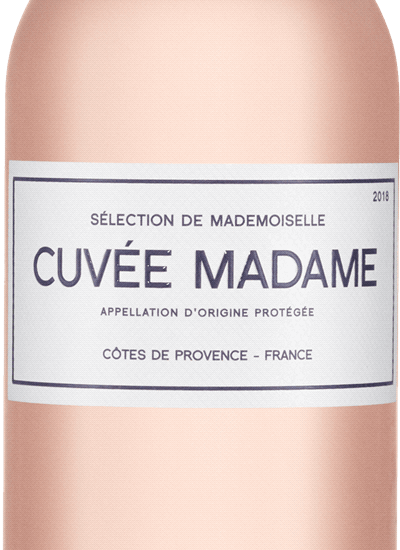 2018
SÉLECTION DE MADEMOISELLE
CUVÉE MADAME
APPELLATION D'ORIGINE PROTÉGÉE
CÔTES DE PROVENCE – FRANCE